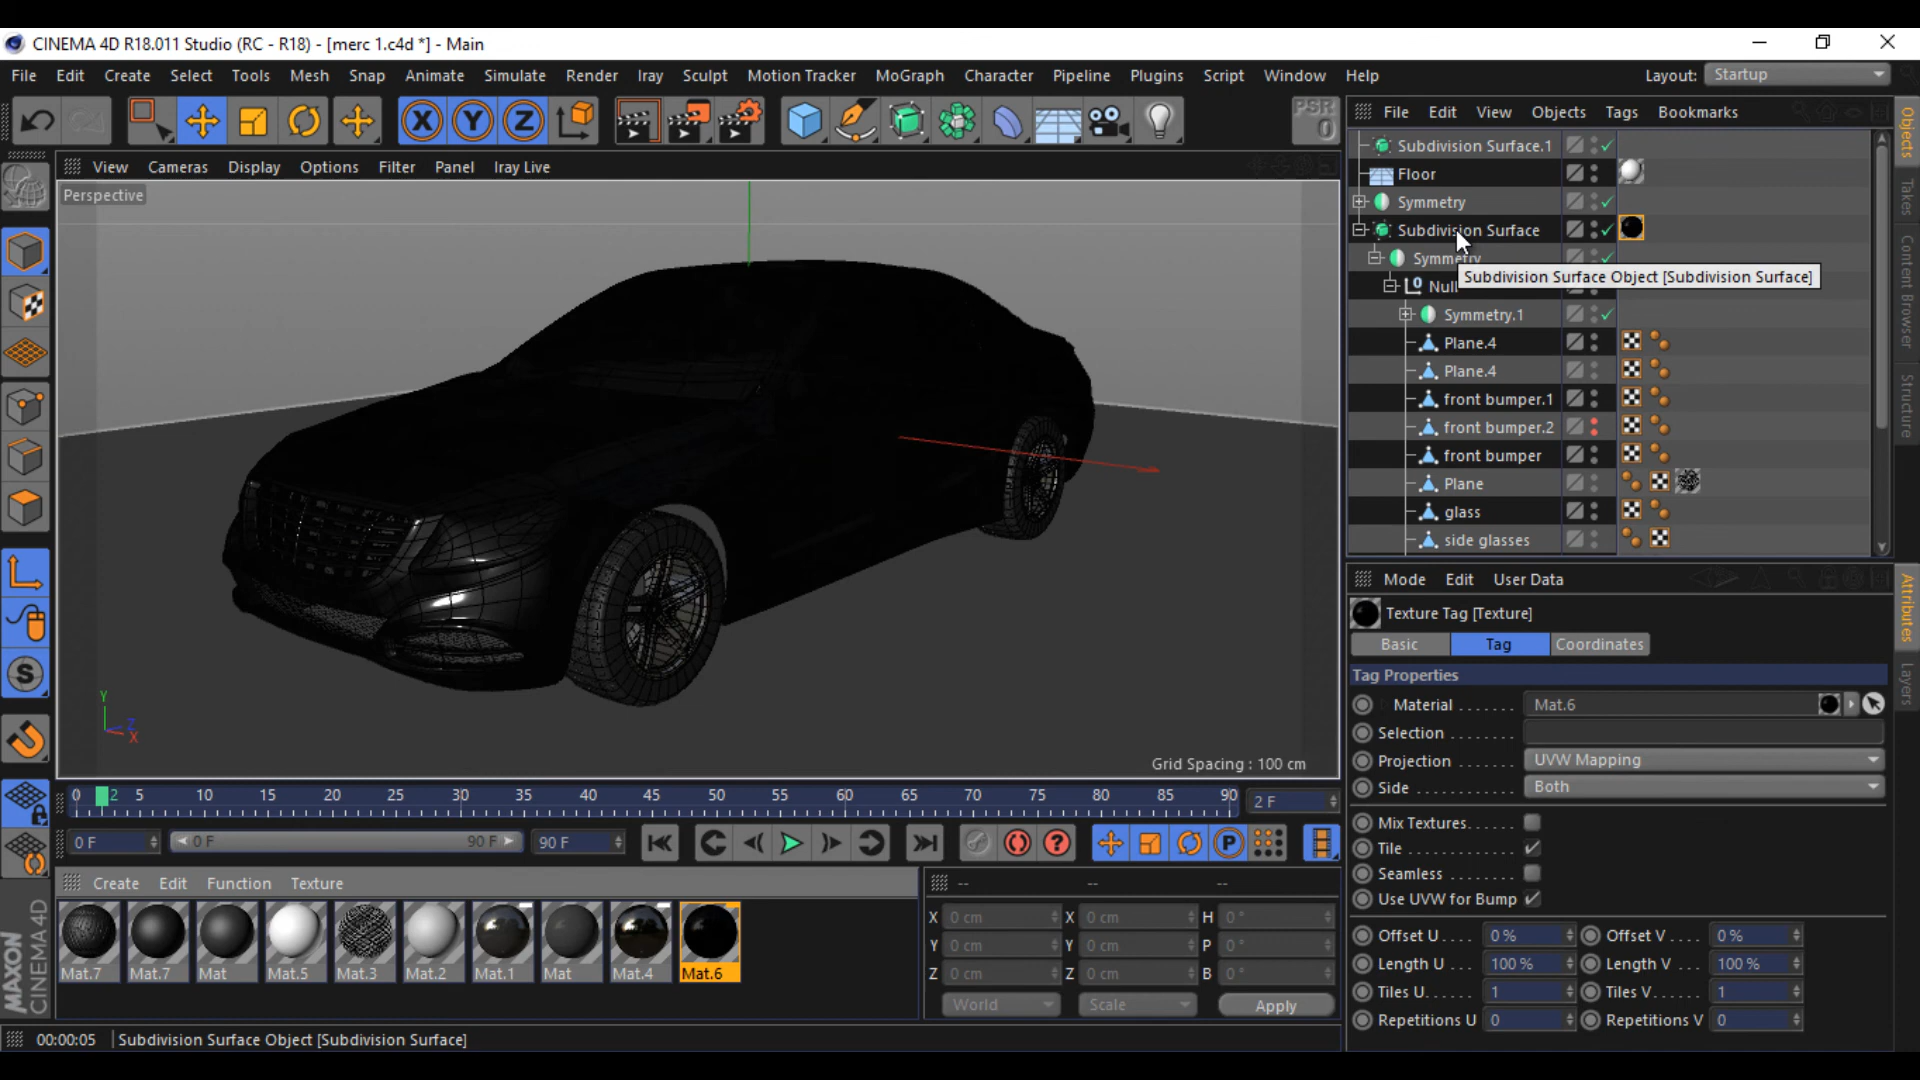 CINEMA 4D R18.011 Studio (RC - R18) - [merc 1.c4d *] - Main
File Edit Create Select Tools Mesh Snap Animate Simulate Render Iray Sculpt Motion Tracker MoGraph Character Pipeline Plugins Script Window Help Layout: Startup
X Y Z PSR 0
File Edit View Objects Tags Bookmarks
View Cameras Display Options Filter Panel Iray Live
Perspective
Subdivision Surface.1
Floor
Symmetry
Subdivision Surface
Symmetry
Subdivision Surface Object [Subdivision Surface]
Null
Symmetry.1
Plane.4
Plane.4
front bumper.1
front bumper.2
front bumper
Plane
glass
side glasses
Objects
Takes
Content Browser
Structure
Y
Z
X
Grid Spacing : 100 cm
Mode Edit User Data
Texture Tag [Texture]
Basic Tag Coordinates
Tag Properties
Material Mat.6
Selection
Projection UVW Mapping
Side Both
Mix Textures
Tile
Seamless
Use UVW for Bump
Offset U 0 % Offset V 0 %
Length U 100 % Length V 100 %
Tiles U 1 Tiles V 1
Repetitions U 0 Repetitions V 0
Attributes
Layers
0 2 5 10 15 20 25 30 35 40 45 50 55 60 65 70 75 80 85 90 2 F
0 F 0 F 90 F 90 F
Create Edit Function Texture
Mat.7 Mat.7 Mat Mat.5 Mat.3 Mat.2 Mat.1 Mat Mat.4 Mat.6
-- -- --
X 0 cm X 0 cm H 0 °
Y 0 cm Y 0 cm P 0 °
Z 0 cm Z 0 cm B 0 °
World Scale Apply
MAXON
CINEMA 4D
00:00:05 Subdivision Surface Object [Subdivision Surface]